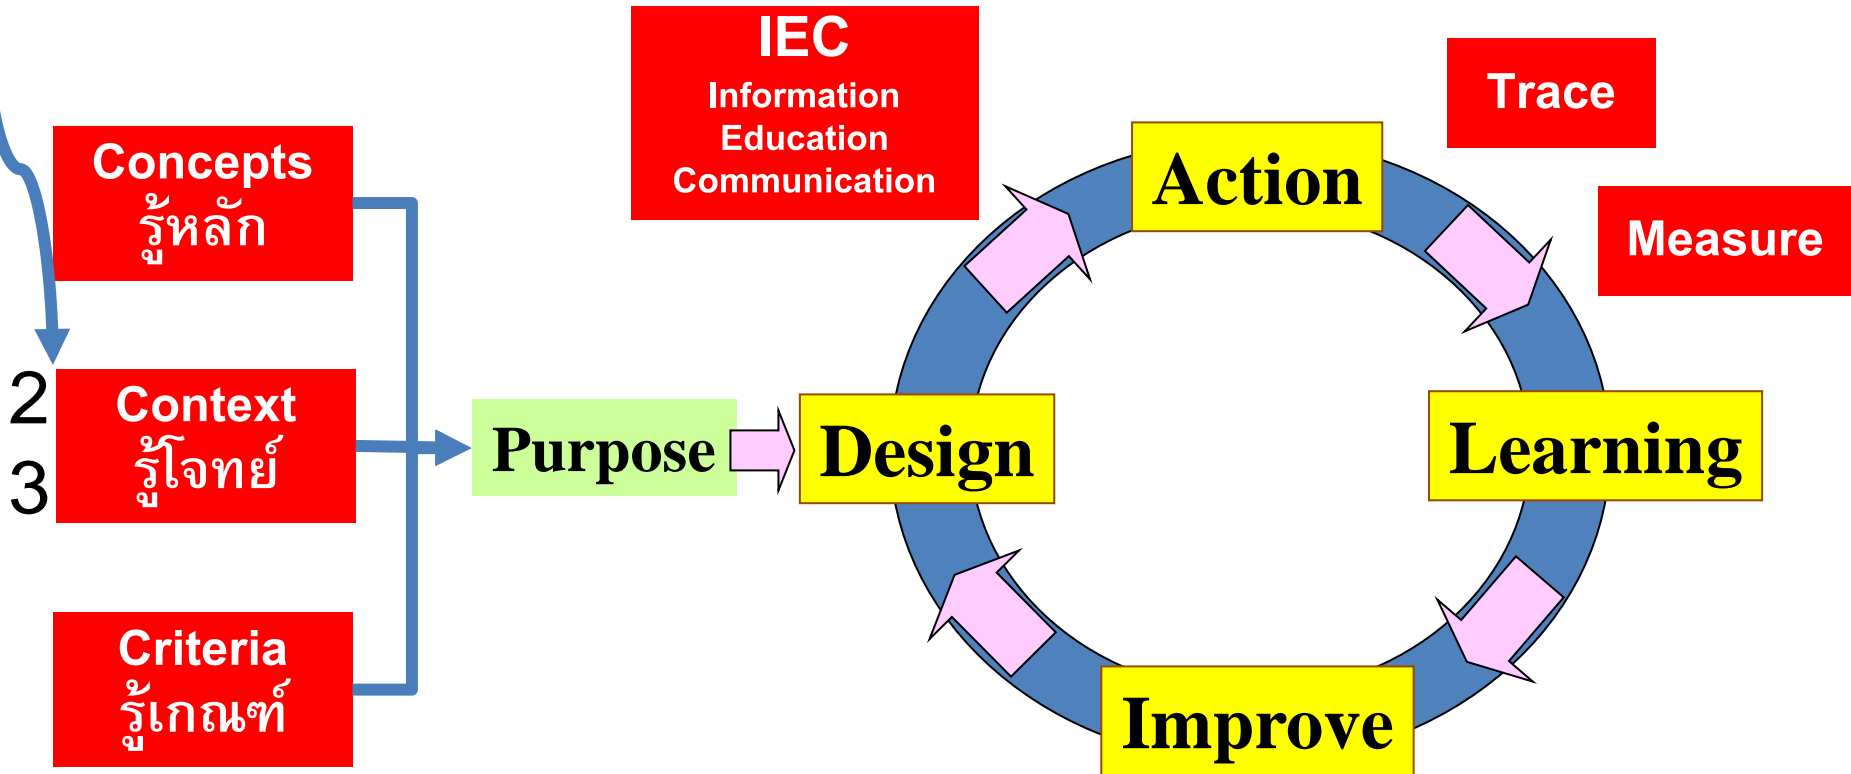 IEC
Information
Education
Communication
Trace
Measure
Concepts
รู้หลัก
2
3
Context
รู้โจทย์
Criteria
รู้เกณฑ์
Purpose
Design
Action
Learning
Improve